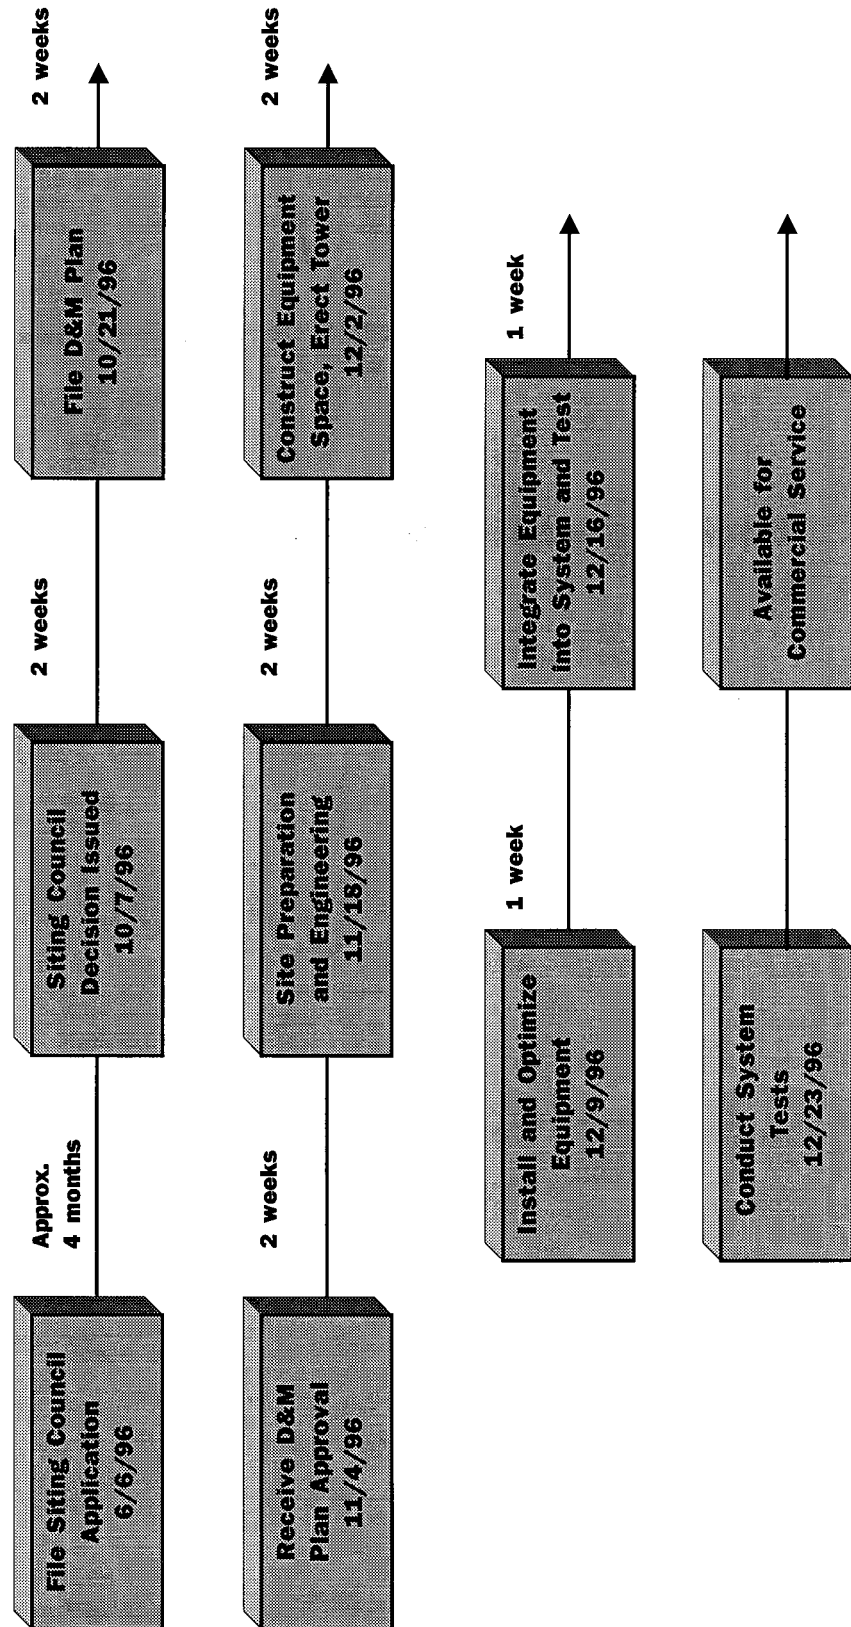 File Siting Council
Application
6/6/96
Approx.
4 months
Siting Council
Decision Issued
10/7/96
2 weeks
File D&M Plan
10/21/96
2 weeks
Receive D&M
Plan Approval
11/4/96
2 weeks
Site Preparation
and Engineering
11/18/96
2 weeks
Construct Equipment
Space, Erect Tower
12/2/96
2 weeks
Install and Optimize
Equipment
12/9/96
1 week
Integrate Equipment
into System and Test
12/16/96
1 week
Conduct System
Tests
12/23/96
Available for
Commercial Service